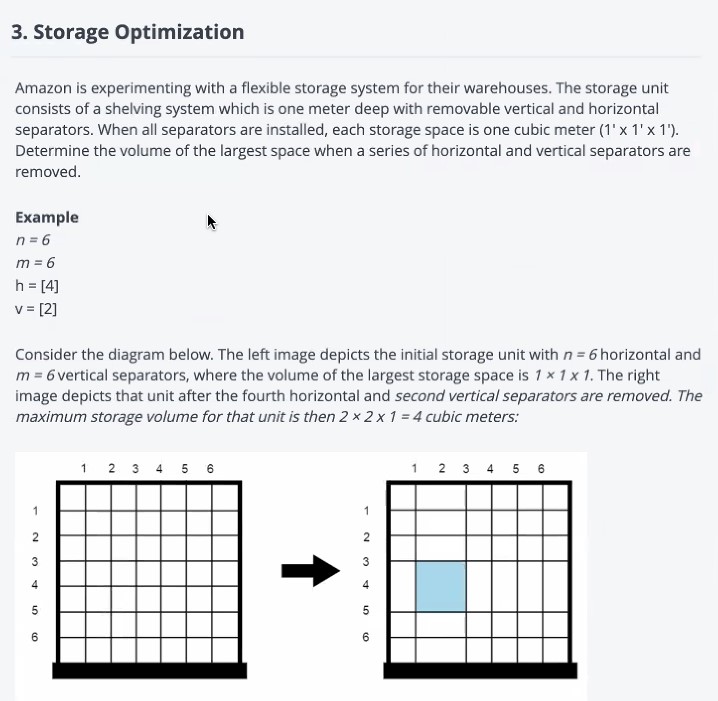 3. Storage Optimization
Amazon is experimenting with a flexible storage system for their warehouses. The storage unit
consists of a shelving system which is one meter deep with removable vertical and horizontal
separators. When all separators are installed, each storage space is one cubic meter (1' x 1' x 1').
Determine the volume of the largest space when a series of horizontal and vertical separators are
removed.
Example
n = 6
m = 6
h = [4]
v = [2]
Consider the diagram below. The left image depicts the initial storage unit with n = 6 horizontal and
m = 6 vertical separators, where the volume of the largest storage space is 1 × 1 x 1. The right
image depicts that unit after the fourth horizontal and second vertical separators are removed. The
maximum storage volume for that unit is then 2 × 2 x 1 = 4 cubic meters:
1 2 3 4 5 6
1
2
3
4
5
6
1 2 3 4 5 6
1
2
3
4
5
6